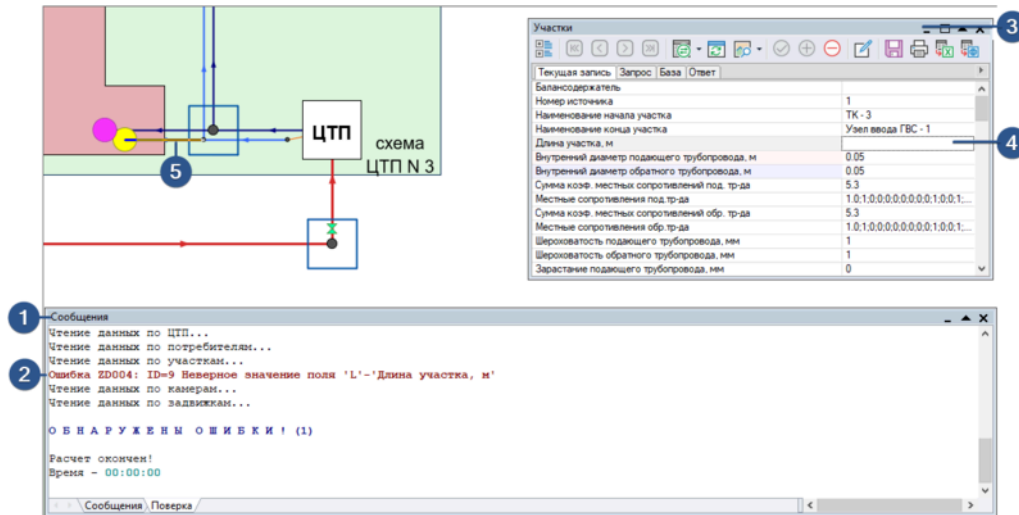 ЦТП
схема
ЦТП N 3
5
Участки
3
Текущая запись Запрос База Ответ
Балансодержатель
Номер источника 1
Наименование начала участка ТК - 3
Наименование конца участка Узел ввода ГВС - 1
Длина участка, м
4
Внутренний диаметр подающего трубопровода, м 0.05
Внутренний диаметр обратного трубопровода, м 0.05
Сумма коэф. местных сопротивлений под. тр-да 5.3
Местные сопротивления под.тр-да 1.0;1;0;0;0;0;0;0;0;0;1;0;0;1;...
Сумма коэф. местных сопротивлений обр. тр-да 5.3
Местные сопротивления обр.тр-да 1.0;1;0;0;0;0;0;0;0;0;1;0;0;1;...
Шероховатость подающего трубопровода, мм 1
Шероховатость обратного трубопровода, мм 1
Зарастание подающего трубопровода, мм 0
1
Сообщения
Чтение данных по ЦТП...
Чтение данных по потребителям...
Чтение данных по участкам...
2
Ошибка ZD004: ID=9 Неверное значение поля 'L'-'Длина участка, м'
Чтение данных по камерам...
Чтение данных по задвижкам...
О Б Н А Р У Ж Е Н Ы О Ш И Б К И ! (1)
Расчет окончен!
Время - 00:00:00
Сообщения Поверка